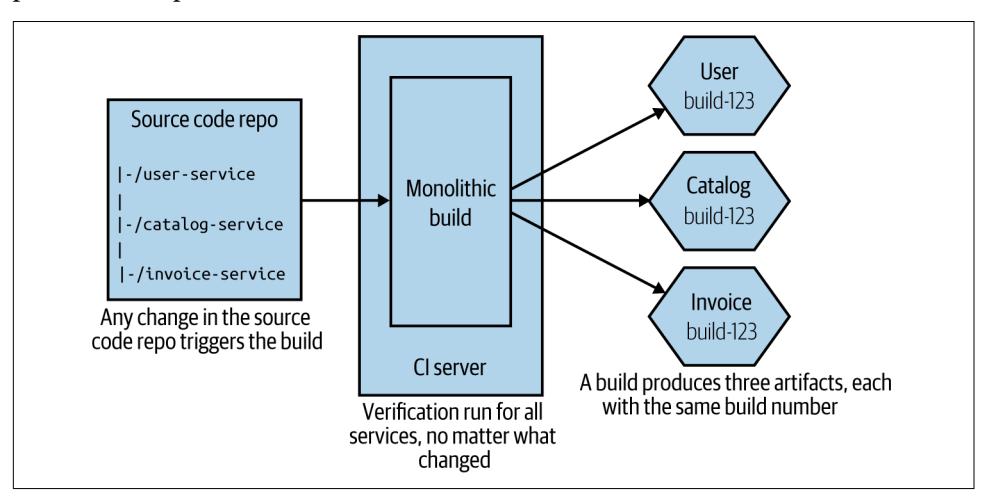 Source code repo
|-/user-service
|
|-/catalog-service
|
|-/invoice-service
Any change in the source
code repo triggers the build
Monolithic
build
CI server
Verification run for all
services, no matter what
changed
User
build-123
Catalog
build-123
Invoice
build-123
A build produces three artifacts, each
with the same build number